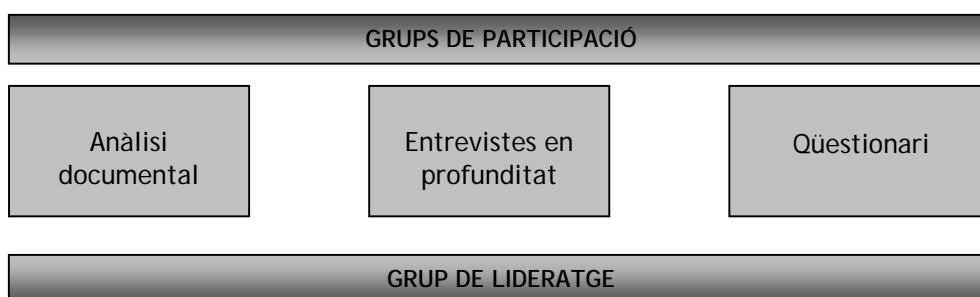 GRUPS DE PARTICIPACIÓ
Anàlisi
documental
Entrevistes en
profunditat
Qüestionari
GRUP DE LIDERATGE